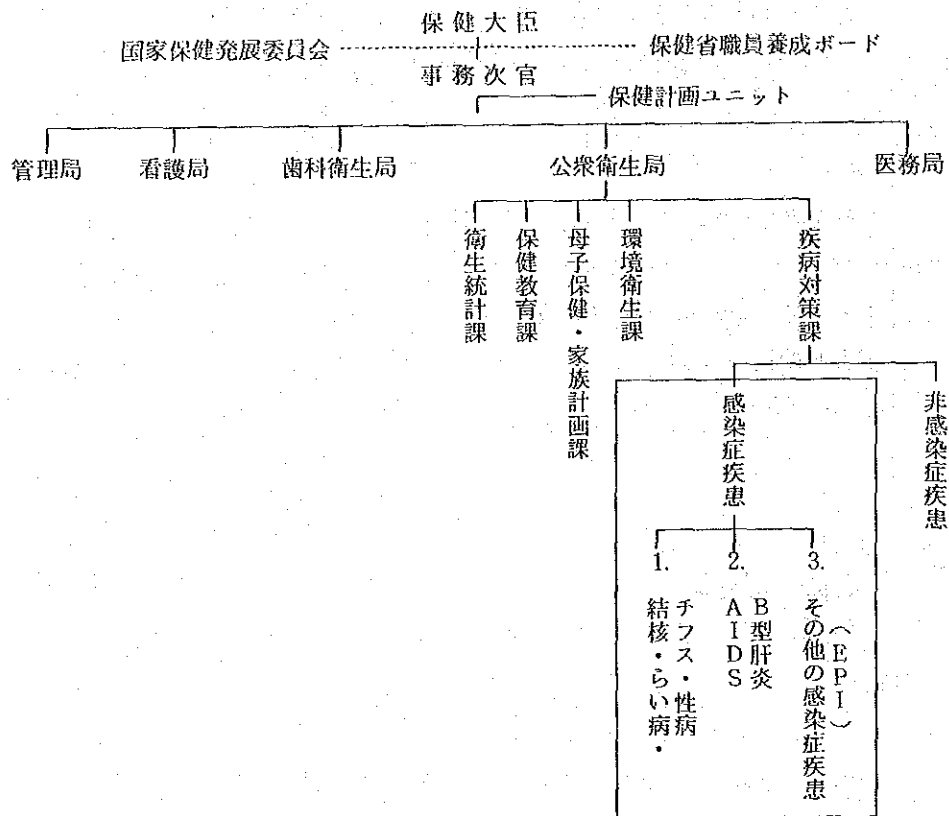 保健大臣
国家保健発展委員会
保健省職員養成ボード
事務次官
保健計画ユニット
管理局
看護局
歯科衛生局
公衆衛生局
医務局
衛生統計課
保健教育課
母子保健・家族計画課
環境衛生課
疾病対策課
感染症疾患
非感染症疾患
1.
結核・らい病・
チフス・性病
2.
AIDS
B型肝炎
3.
その他の感染症疾患
(EPI)